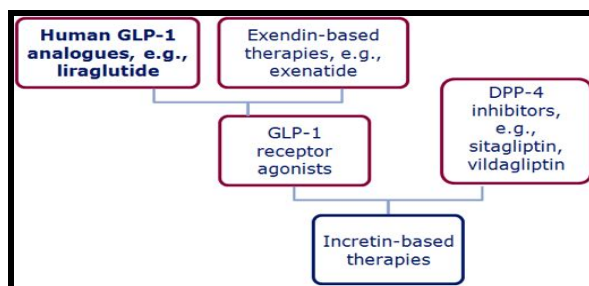 Human GLP-1
analogues, e.g.,
liraglutide
Exendin-based
therapies, e.g.,
exenatide
DPP-4
inhibitors,
e.g.,
sitagliptin,
vildagliptin
GLP-1
receptor
agonists
Incretin-based
therapies